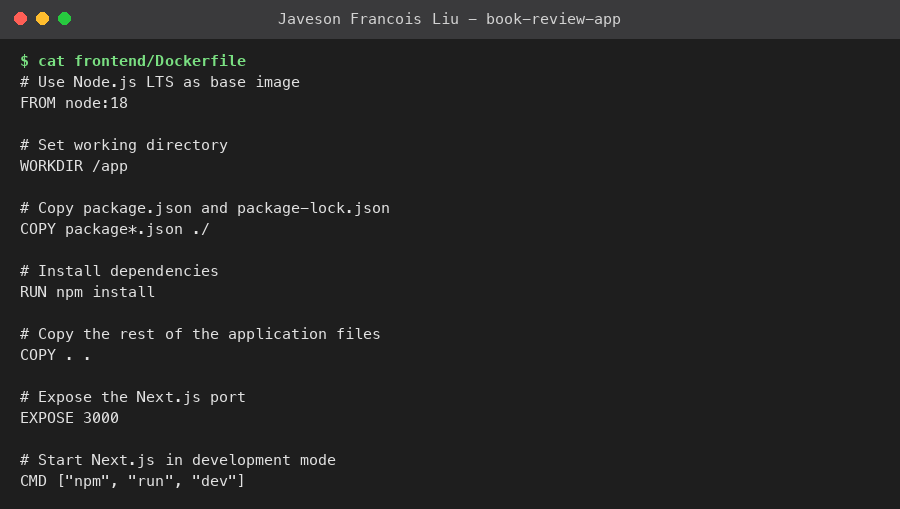 Javeson Francois Liu – book-review-app
$ cat frontend/Dockerfile
# Use Node.js LTS as base image
FROM node:18
# Set working directory
WORKDIR /app
# Copy package.json and package-lock.json
COPY package*.json ./
# Install dependencies
RUN npm install
# Copy the rest of the application files
COPY . .
# Expose the Next.js port
EXPOSE 3000
# Start Next.js in development mode
CMD ["npm", "run", "dev"]